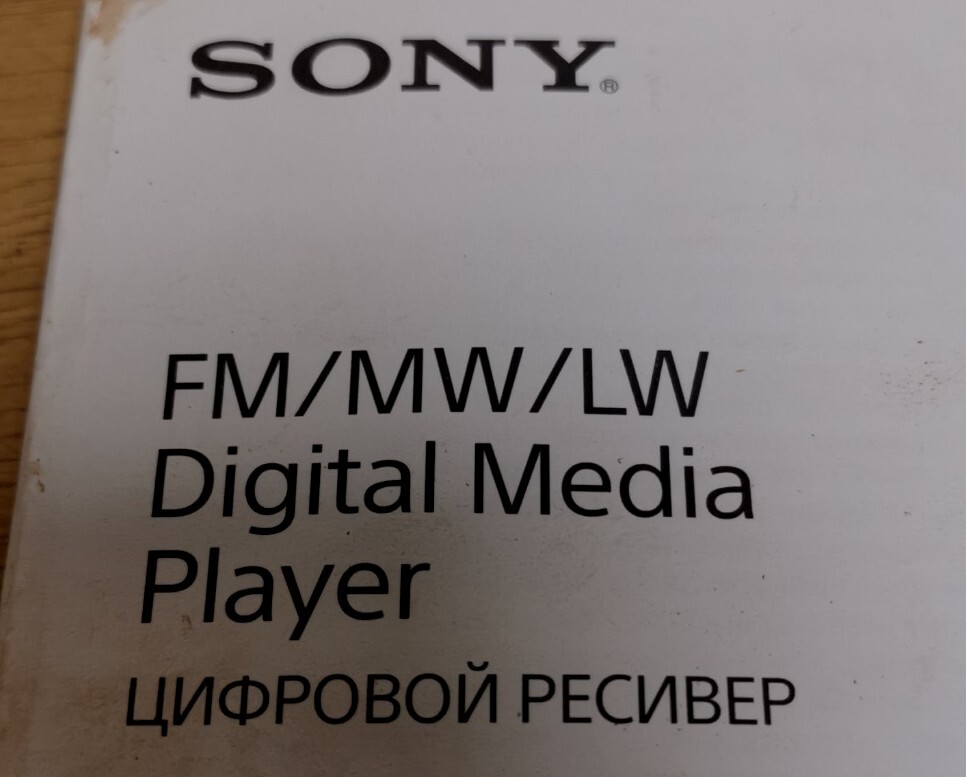 SONY®
FM/MW/LW
Digital Media
Player
ЦИФРОВОЙ РЕСИВЕР